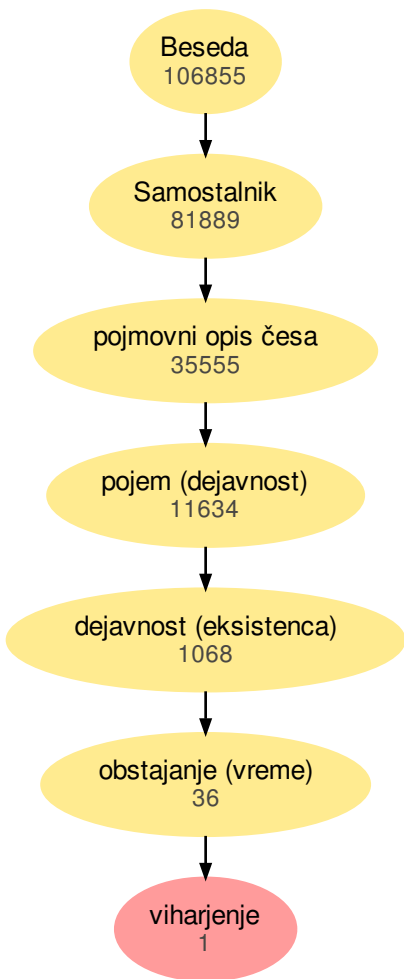 Beseda
106855
Samostalnik
81889
pojmovni opis česa
35555
pojem (dejavnost)
11634
dejavnost (eksistenca)
1068
obstajanje (vreme)
36
viharjenje
1